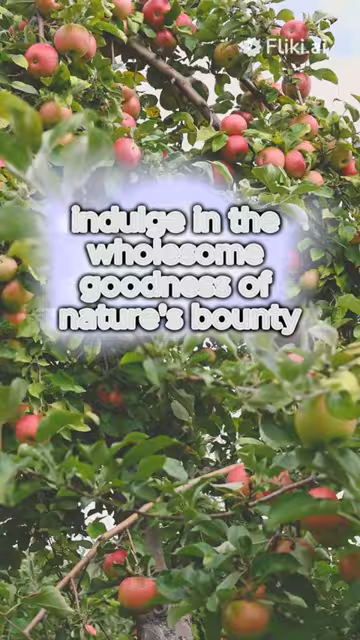 Fliki.ai
indulge in the
wholesome
goodness of
nature's bounty